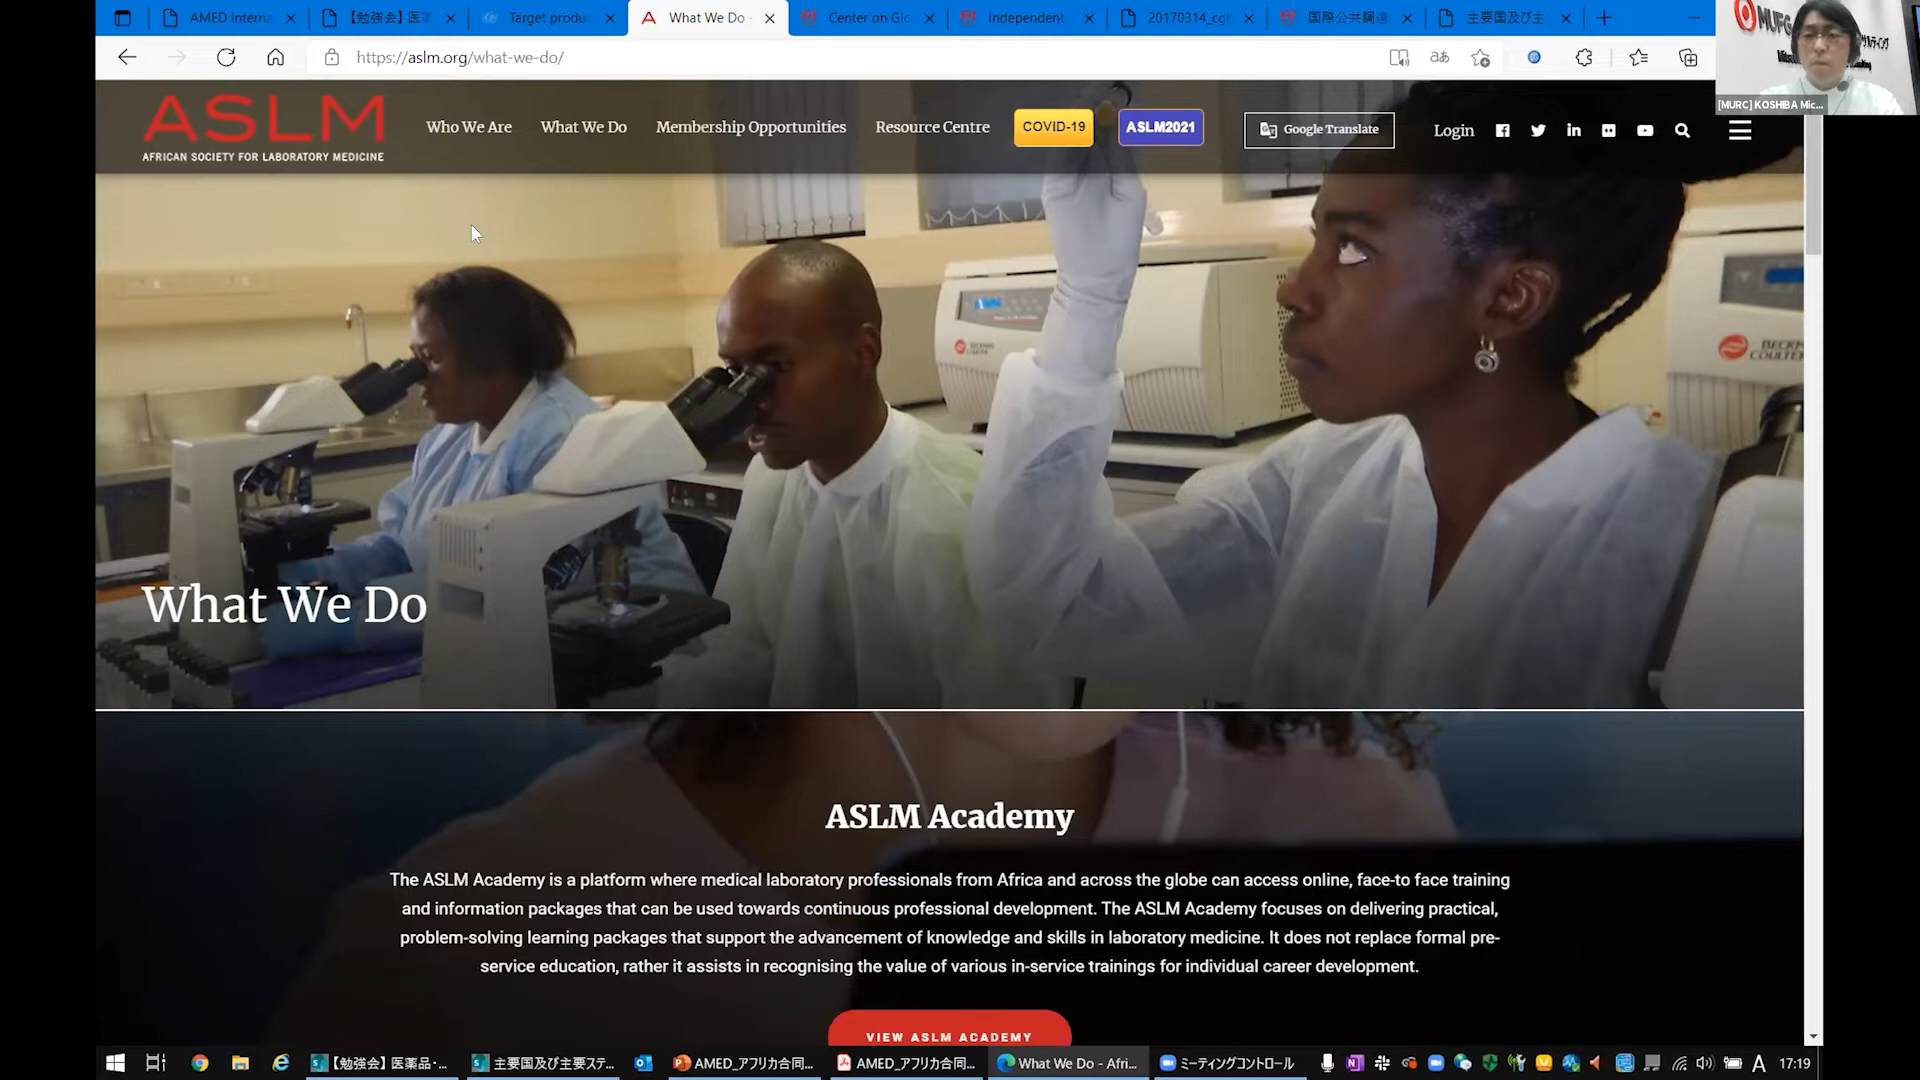 AMED Interna
【勉強会】医薬
Target produc
What We Do -
Center on Glo
Independent
20170314_cgh
国際公共調達
主要国及び主
https://aslm.org/what-we-do/
MUFG
[MURC] KOSHIBA Mic...
ASLM
AFRICAN SOCIETY FOR LABORATORY MEDICINE
Who We Are
What We Do
Membership Opportunities
Resource Centre
COVID-19
ASLM2021
Google Translate
Login
BECKMAN
COULTER
BECKM
COULTER
What We Do
ASLM Academy
The ASLM Academy is a platform where medical laboratory professionals from Africa and across the globe can access online, face-to face training
and information packages that can be used towards continuous professional development. The ASLM Academy focuses on delivering practical,
problem-solving learning packages that support the advancement of knowledge and skills in laboratory medicine. It does not replace formal pre-
service education, rather it assists in recognising the value of various in-service trainings for individual career development.
VIEW ASLM ACADEMY
【勉強会】医薬品・...
主要国及び主要ステ...
AMED_アフリカ合同...
AMED_アフリカ合同...
What We Do - Afri...
ミーティングコントロール
A
17:19